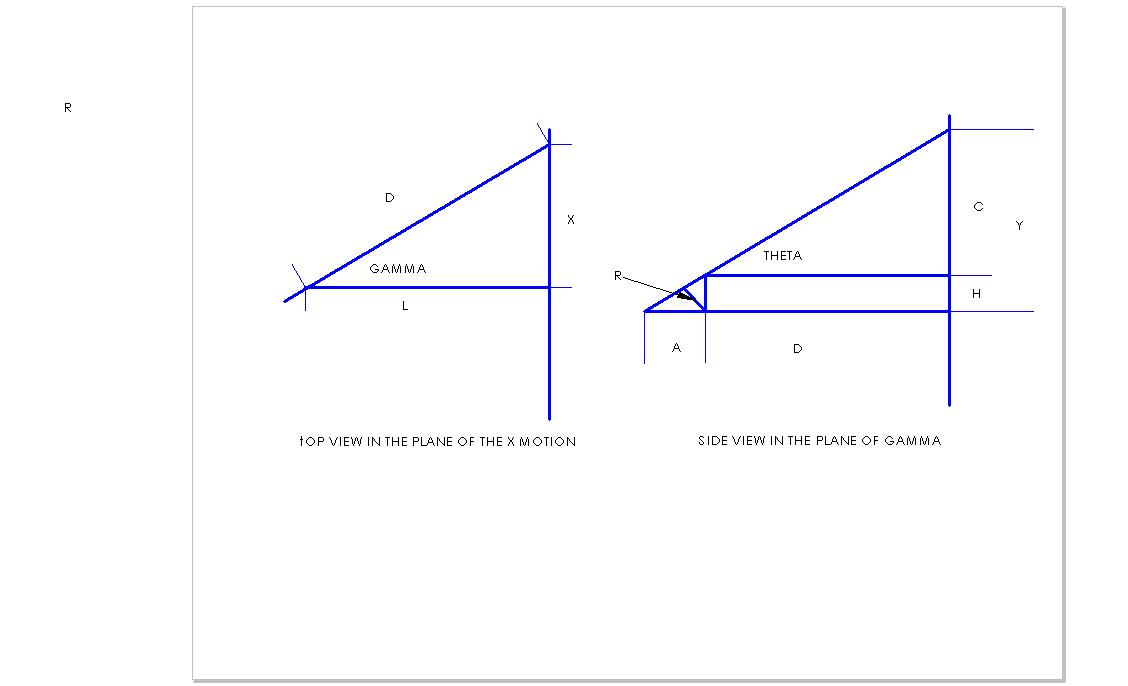 R
D
X
GAMMA
L
tOP VIEW IN THE PLANE OF THE X MOTION
C
Y
THETA
R
H
A
D
SIDE VIEW IN THE PLANE OF GAMMA